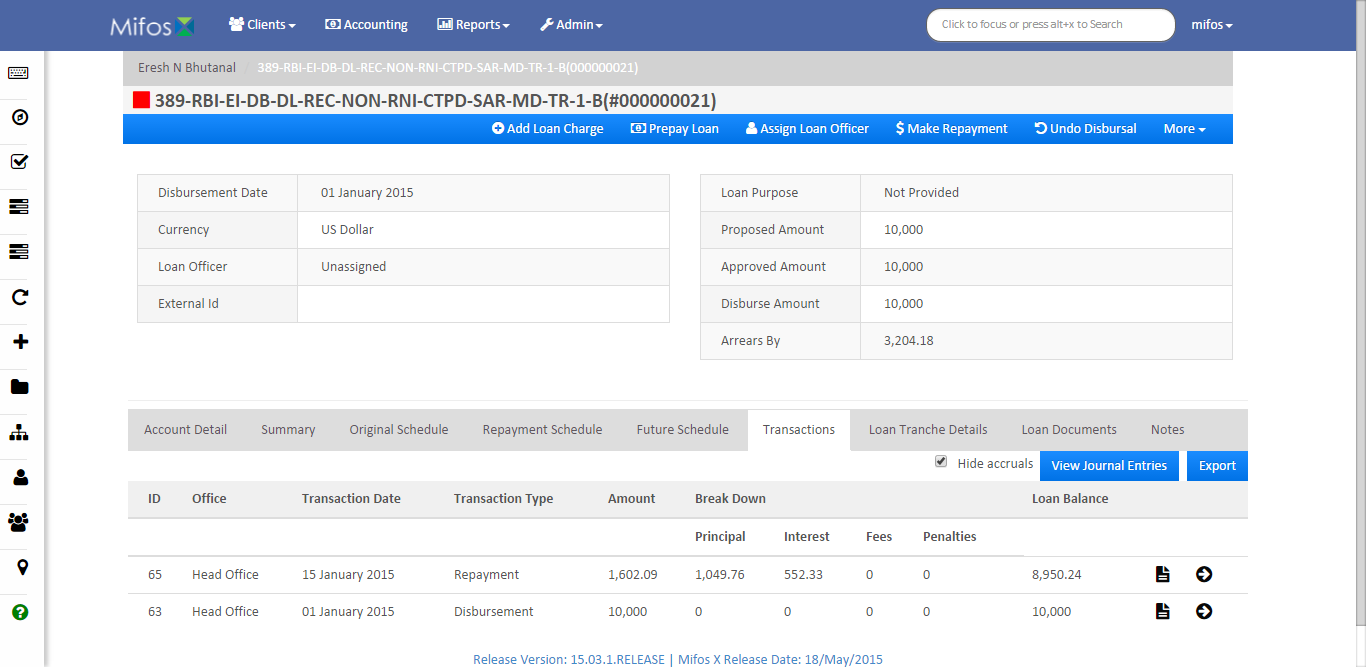 Mifos X Clients Accounting Reports Admin Click to focus or press alt+x to Search mifos
Eresh N Bhutanal / 389-RBI-EI-DB-DL-REC-NON-RNI-CTPD-SAR-MD-TR-1-B(000000021)
389-RBI-EI-DB-DL-REC-NON-RNI-CTPD-SAR-MD-TR-1-B(#000000021)
Add Loan Charge Prepay Loan Assign Loan Officer $ Make Repayment Undo Disbursal More
Disbursement Date 01 January 2015
Currency US Dollar
Loan Officer Unassigned
External Id
Loan Purpose Not Provided
Proposed Amount 10,000
Approved Amount 10,000
Disburse Amount 10,000
Arrears By 3,204.18
Account Detail Summary Original Schedule Repayment Schedule Future Schedule Transactions Loan Tranche Details Loan Documents Notes
Hide accruals View Journal Entries Export
ID Office Transaction Date Transaction Type Amount Break Down Loan Balance
Principal Interest Fees Penalties
65 Head Office 15 January 2015 Repayment 1,602.09 1,049.76 552.33 0 0 8,950.24
63 Head Office 01 January 2015 Disbursement 10,000 0 0 0 0 10,000
Release Version: 15.03.1.RELEASE | Mifos X Release Date: 18/May/2015